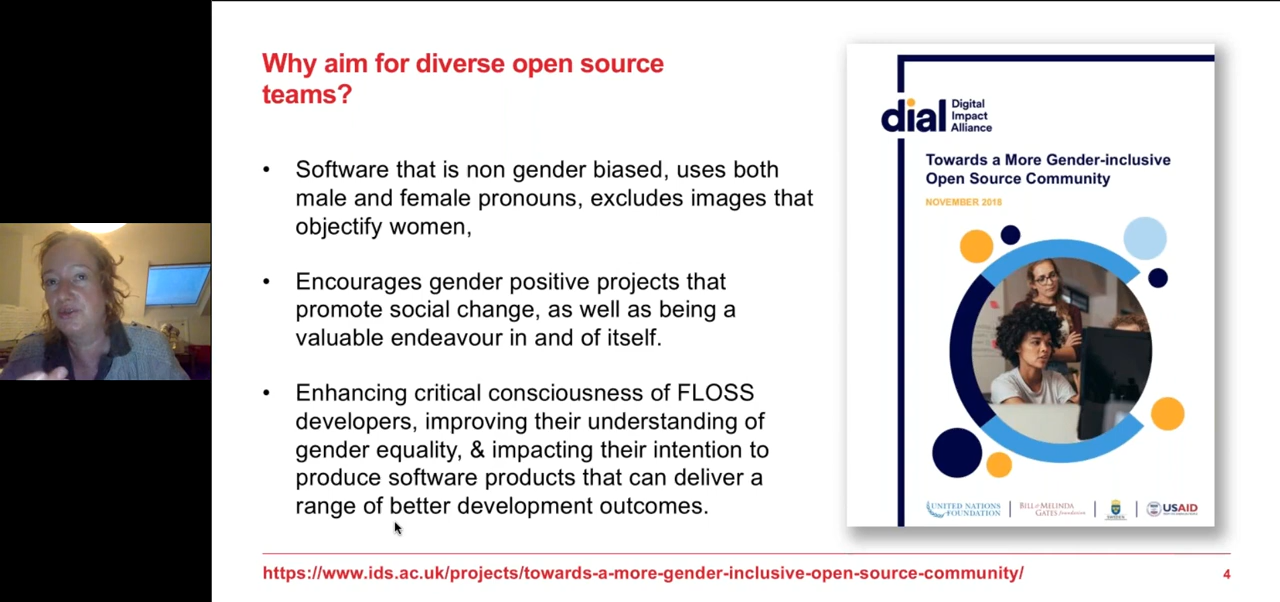 Why aim for diverse open source
teams?
• Software that is non gender biased, uses both
male and female pronouns, excludes images that
objectify women,
• Encourages gender positive projects that
promote social change, as well as being a
valuable endeavour in and of itself.
• Enhancing critical consciousness of FLOSS
developers, improving their understanding of
gender equality, & impacting their intention to
produce software products that can deliver a
range of better development outcomes.
dial Digital
Impact
Alliance
Towards a More Gender-inclusive
Open Source Community
NOVEMBER 2018
UNITED NATIONS
FOUNDATION
BILL & MELINDA
GATES foundation
USAID
https://www.ids.ac.uk/projects/towards-a-more-gender-inclusive-open-source-community/
4